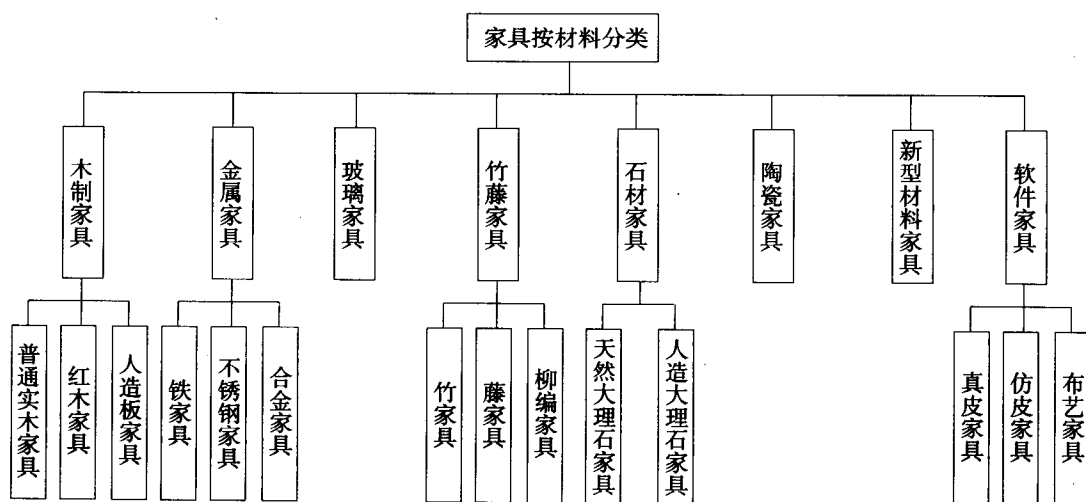 家具按材料分类
木制家具
金属家具
玻璃家具
竹藤家具
石材家具
陶瓷家具
新型材料家具
软件家具
普通实木家具
红木家具
人造板家具
铁家具
不锈钢家具
合金家具
竹家具
藤家具
柳编家具
天然大理石家具
人造大理石家具
真皮家具
仿皮家具
布艺家具